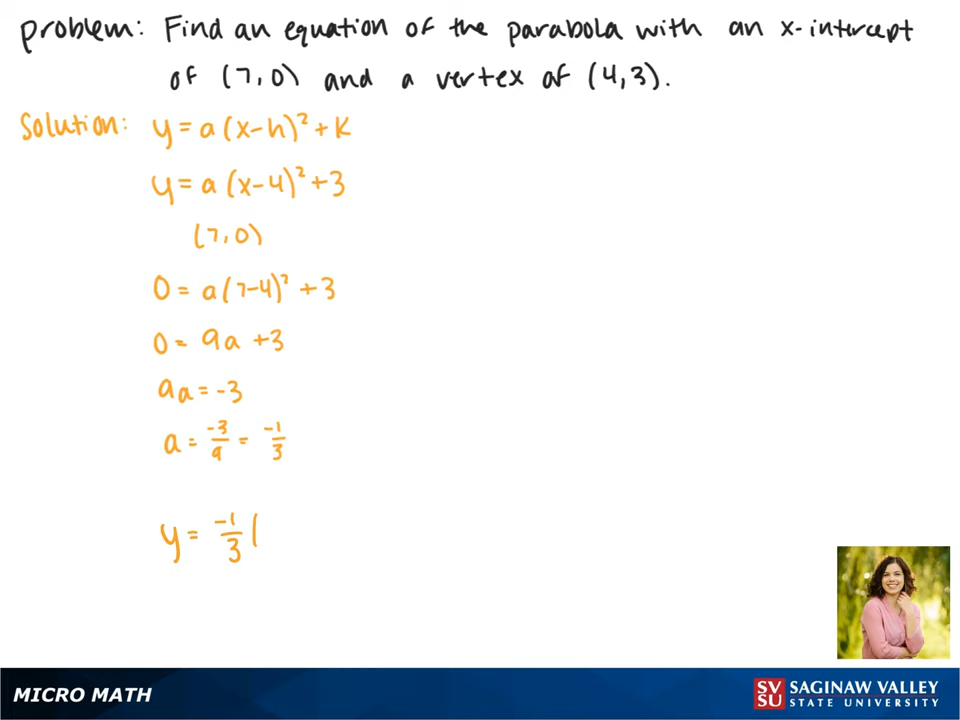 problem: Find an equation of the parabola with an x-intercept
of (7,0) and a vertex of (4,3).
Solution: y = a(x-h)² + k
y = a(x-4)² + 3
(7,0)
0 = a(7-4)² + 3
0 = 9a + 3
9a = -3
a = -3/9 = -1/3
y = -1/3 (
MICRO MATH
SV SU SAGINAW VALLEY
STATE UNIVERSITY